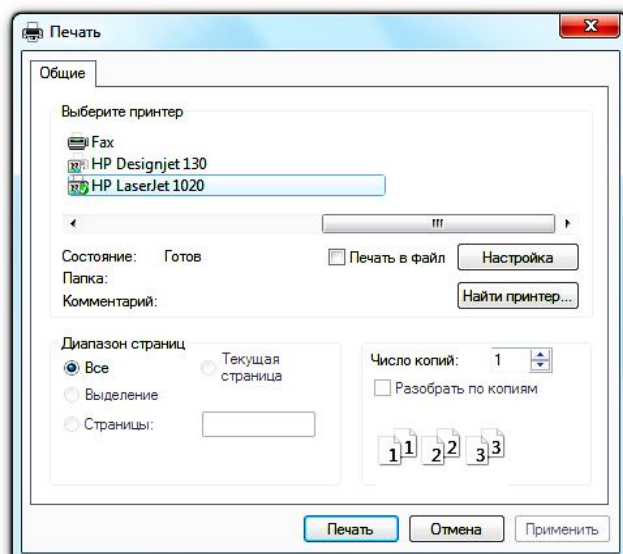 Печать
Общие
Выберите принтер
Fax
HP Designjet 130
HP LaserJet 1020
Состояние: Готов
Печать в файл
Настройка
Папка:
Комментарий:
Найти принтер...
Диапазон страниц
Все
Текущая страница
Выделение
Страницы:
Число копий: 1
Разобрать по копиям
1 1 2 2 3 3
Печать
Отмена
Применить